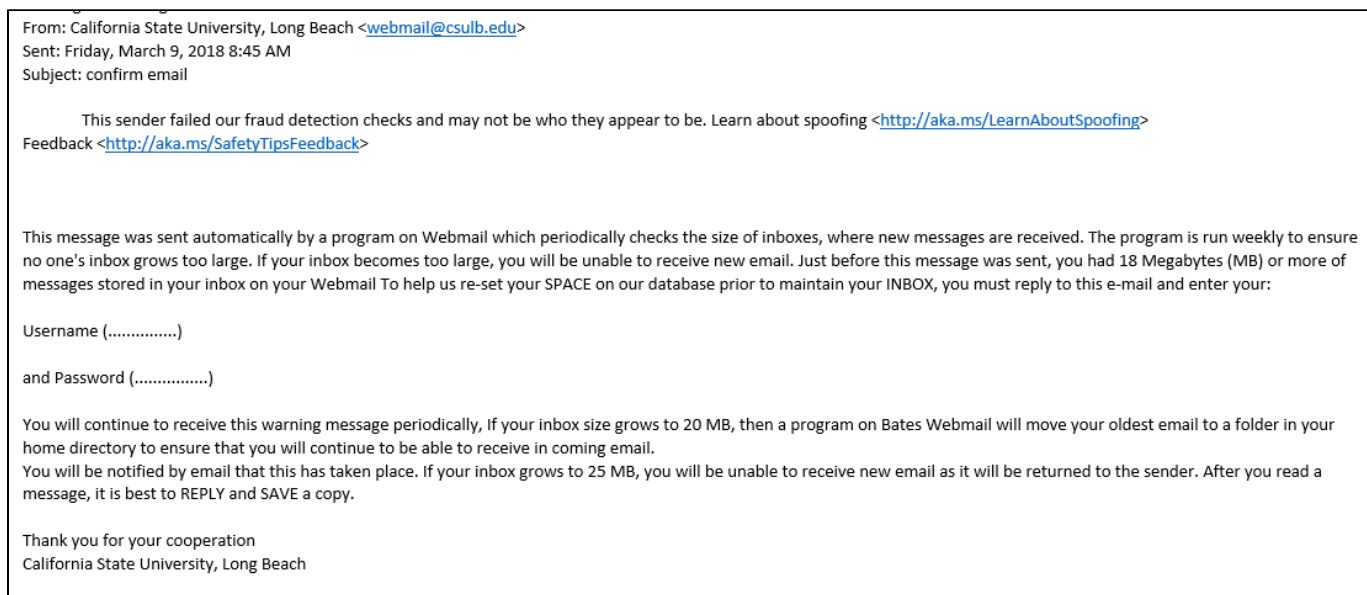 From: California State University, Long Beach <webmail@csulb.edu>
Sent: Friday, March 9, 2018 8:45 AM
Subject: confirm email
This sender failed our fraud detection checks and may not be who they appear to be. Learn about spoofing <http://aka.ms/LearnAboutSpoofing>
Feedback <http://aka.ms/SafetyTipsFeedback>
This message was sent automatically by a program on Webmail which periodically checks the size of inboxes, where new messages are received. The program is run weekly to ensure
no one's inbox grows too large. If your inbox becomes too large, you will be unable to receive new email. Just before this message was sent, you had 18 Megabytes (MB) or more of
messages stored in your inbox on your Webmail To help us re-set your SPACE on our database prior to maintain your INBOX, you must reply to this e-mail and enter your:
Username (...............)
and Password (................)
You will continue to receive this warning message periodically, If your inbox size grows to 20 MB, then a program on Bates Webmail will move your oldest email to a folder in your
home directory to ensure that you will continue to be able to receive in coming email.
You will be notified by email that this has taken place. If your inbox grows to 25 MB, you will be unable to receive new email as it will be returned to the sender. After you read a
message, it is best to REPLY and SAVE a copy.
Thank you for your cooperation
California State University, Long Beach